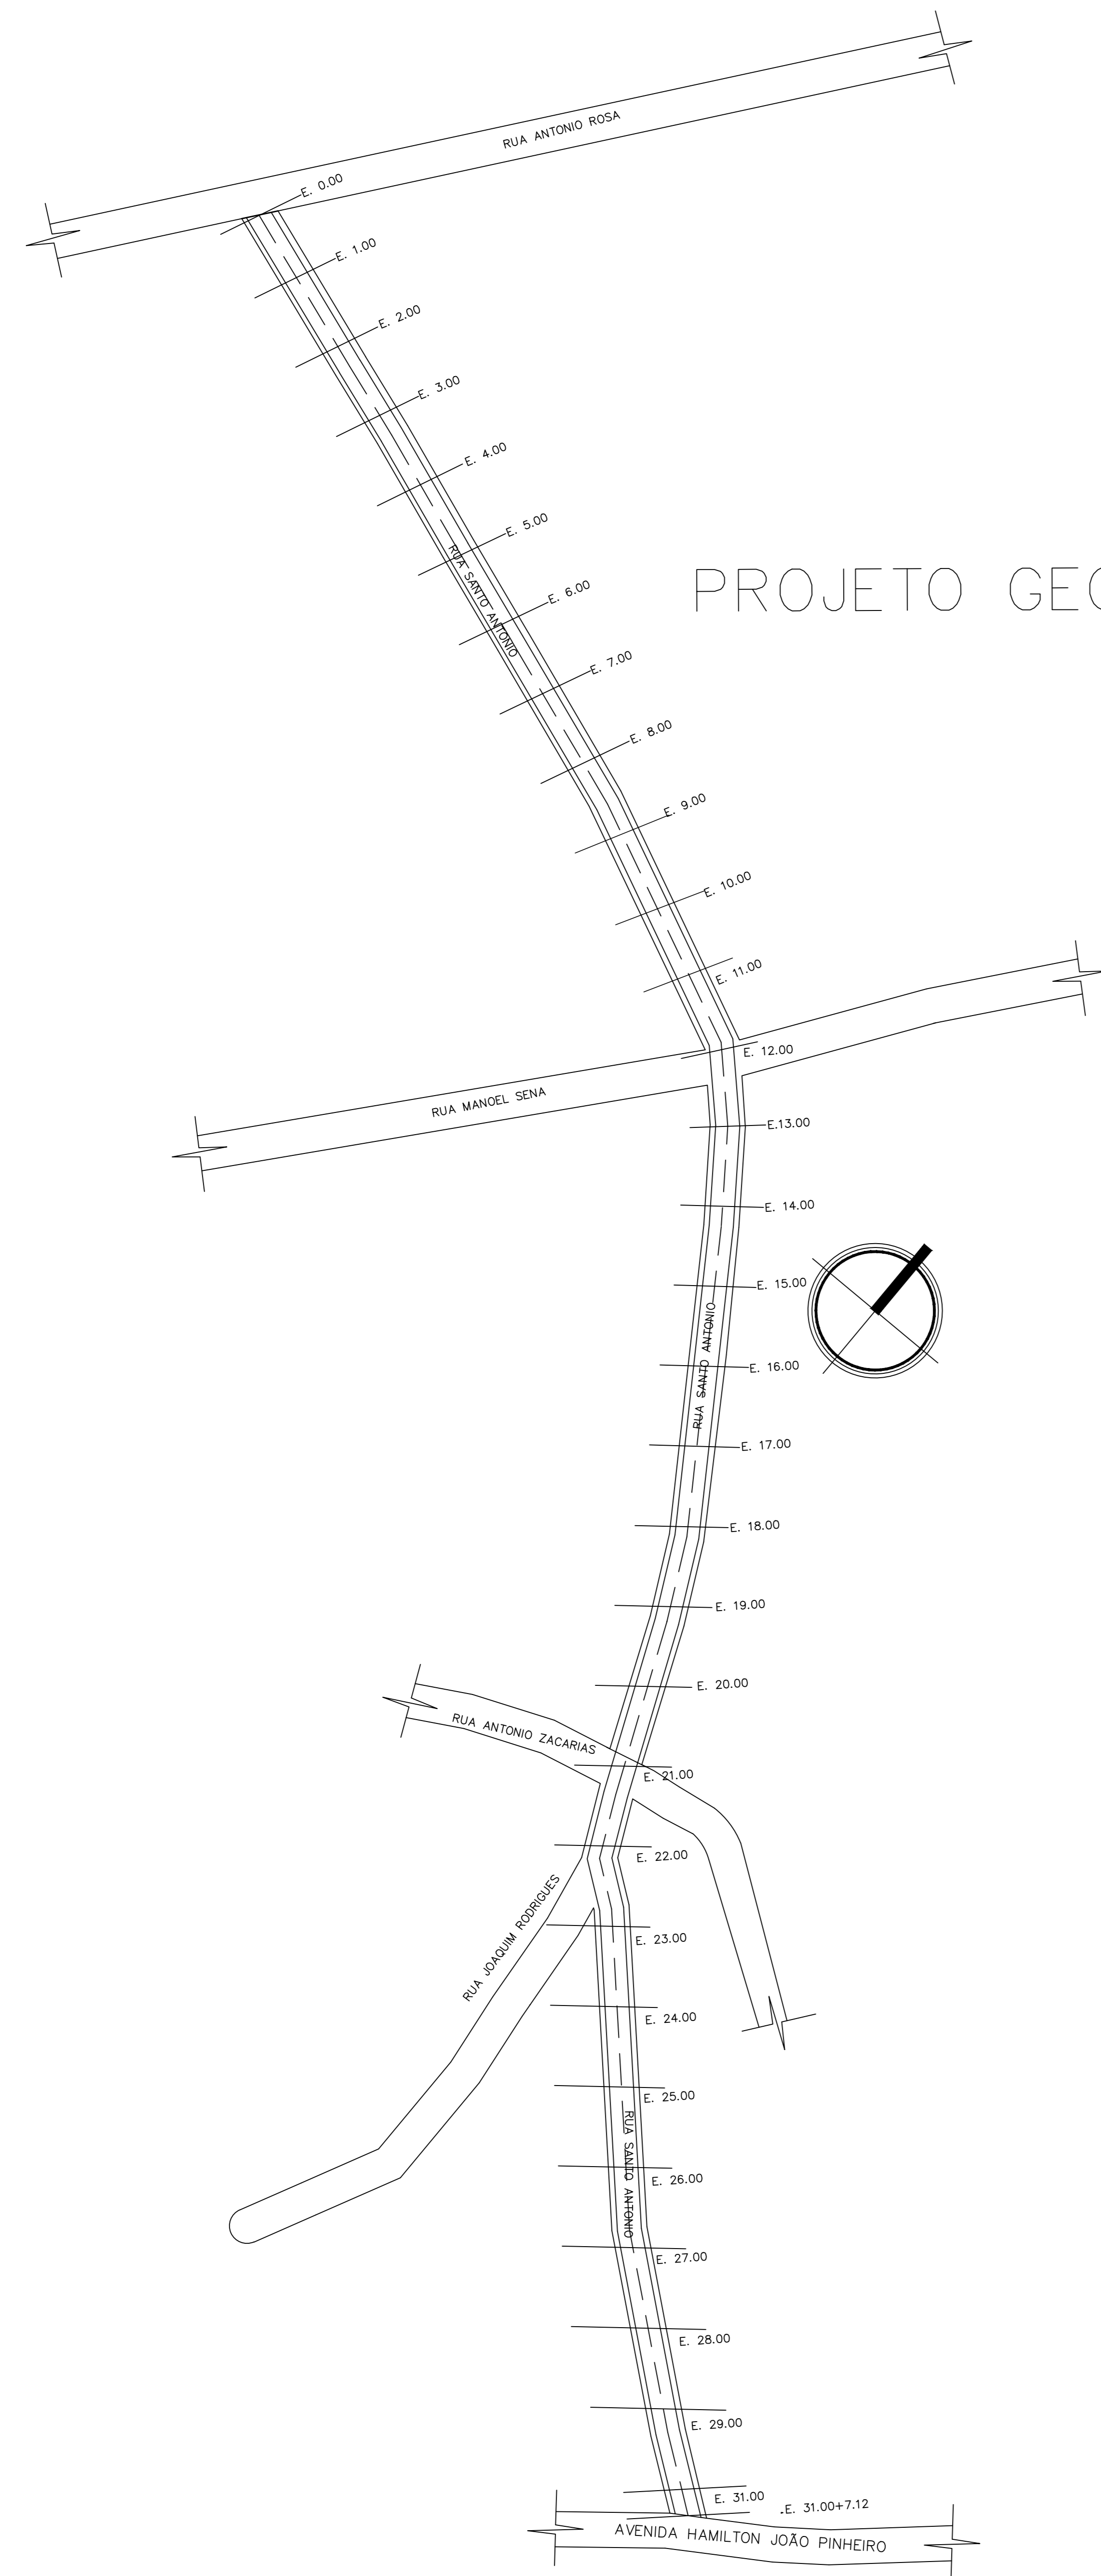 RUA ANTONIO ROSA
E. 0.00
E. 1.00
E. 2.00
E. 3.00
E. 4.00
E. 5.00
RUA SANTO ANTONIO
PROJETO GEO
E. 6.00
E. 7.00
E. 8.00
E. 9.00
E. 10.00
E. 11.00
E. 12.00
RUA MANOEL SENA
E.13.00
E. 14.00
E. 15.00
RUA SANTO ANTONIO
E. 16.00
E. 17.00
E. 18.00
E. 19.00
E. 20.00
RUA ANTONIO ZACARIAS
E. 21.00
E. 22.00
RUA JOAQUIM RODRIGUES
E. 23.00
E. 24.00
E. 25.00
RUA SANTO ANTONIO
E. 26.00
E. 27.00
E. 28.00
E. 29.00
E. 31.00
E. 31.00+7.12
AVENIDA HAMILTON JOÃO PINHEIRO